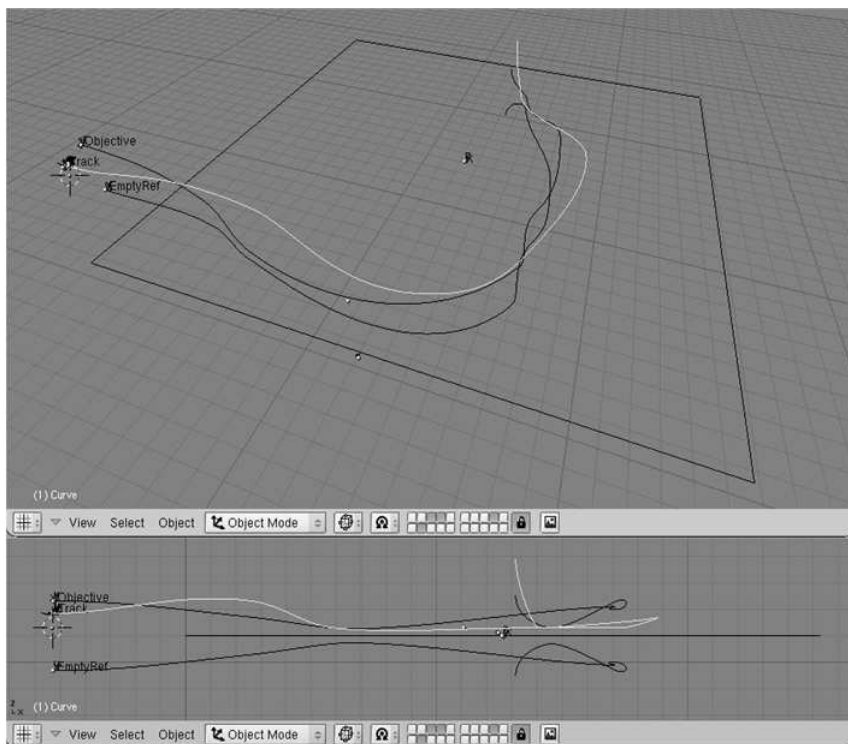 Objective
Track
EmptyRef
R
(1) Curve
View Select Object Object Mode
Objective
Track
EmptyRef
z
x
(1) Curve
View Select Object Object Mode